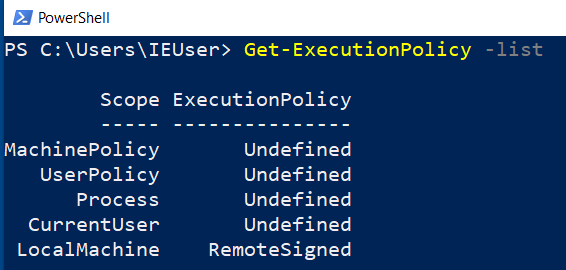 PowerShell
PS C:\Users\IEUser> Get-ExecutionPolicy -list
Scope ExecutionPolicy
----- ---------------
MachinePolicy Undefined
UserPolicy Undefined
Process Undefined
CurrentUser Undefined
LocalMachine RemoteSigned